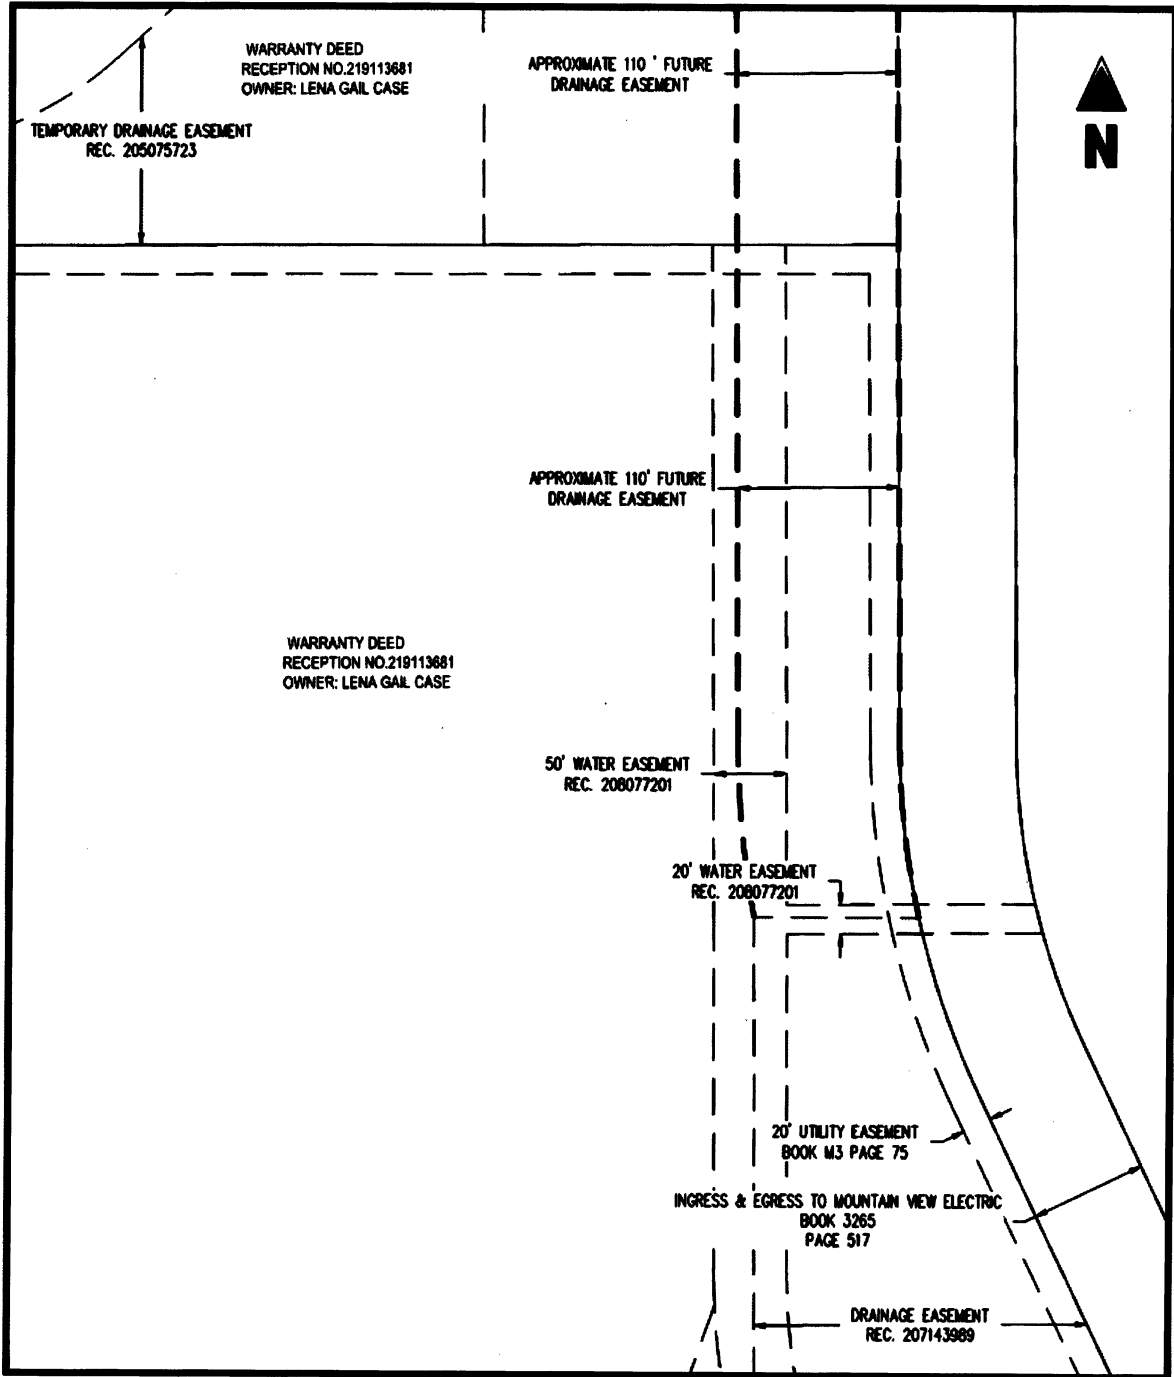 WARRANTY DEED
RECEPTION NO.219113681
OWNER: LENA GAIL CASE
APPROXIMATE 110 ' FUTURE
DRAINAGE EASEMENT
N
TEMPORARY DRAINAGE EASEMENT
REC. 205075723
APPROXIMATE 110' FUTURE
DRAINAGE EASEMENT
WARRANTY DEED
RECEPTION NO.219113681
OWNER: LENA GAIL CASE
50' WATER EASEMENT
REC. 208077201
20' WATER EASEMENT
REC. 208077201
20' UTILITY EASEMENT
BOOK M3 PAGE 75
INGRESS & EGRESS TO MOUNTAIN VIEW ELECTRIC
BOOK 3265
PAGE 517
DRAINAGE EASEMENT
REC. 207143989